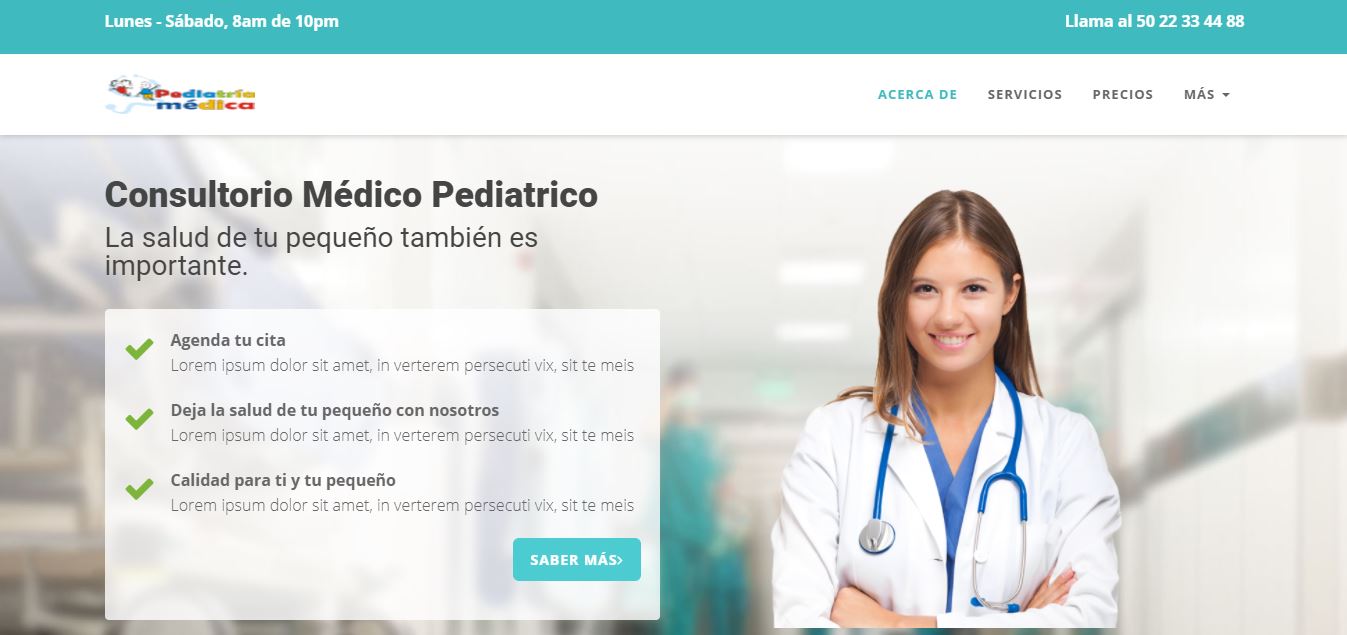 Lunes - Sábado, 8am de 10pm
Llama al 50 22 33 44 88
Pediatría
médica
ACERCA DE
SERVICIOS
PRECIOS
MÁS
Consultorio Médico Pediatrico
La salud de tu pequeño también es
importante.
Agenda tu cita
Lorem ipsum dolor sit amet, in verterem persecuti vix, sit te meis
Deja la salud de tu pequeño con nosotros
Lorem ipsum dolor sit amet, in verterem persecuti vix, sit te meis
Calidad para ti y tu pequeño
Lorem ipsum dolor sit amet, in verterem persecuti vix, sit te meis
SABER MÁS›